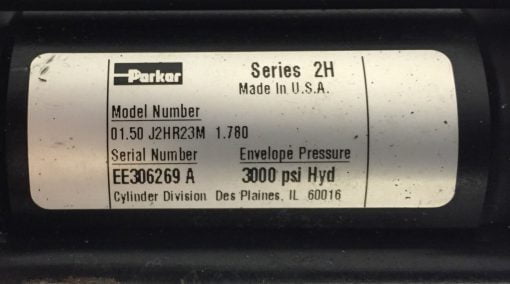 Parker
Series 2H
Made In U.S.A.
Model Number
01.50 J2HR23M 1.780
Serial Number Envelope Pressure
EE306269 A 3000 psi Hyd
Cylinder Division Des Plaines, IL 60016